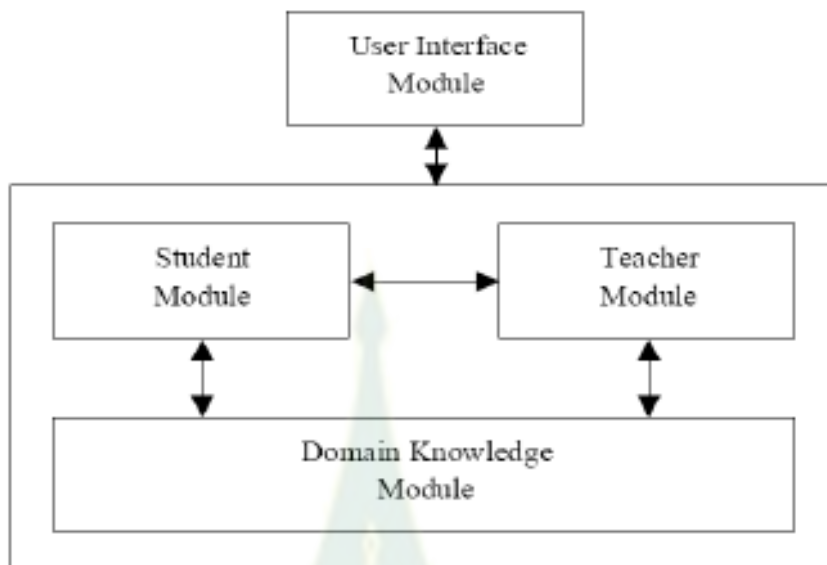 User Interface
Module
Student
Module
Teacher
Module
Domain Knowledge
Module